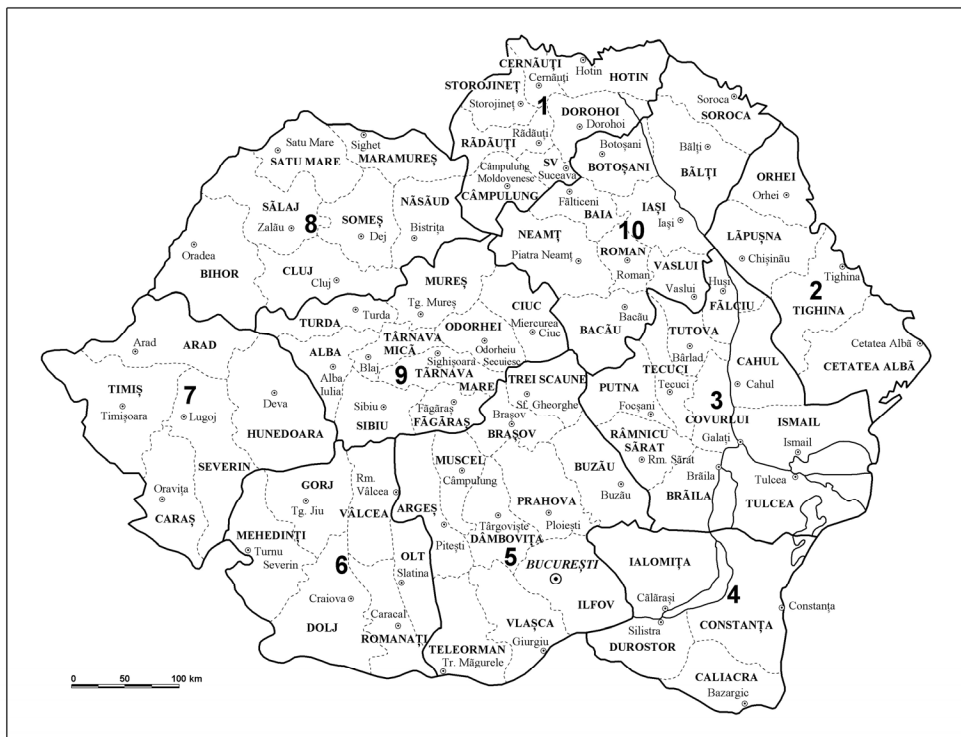 CERNĂUȚI
Cernăuți
Hotin
HOTIN
STOROJINEȚ
Storojineț
1
DOROHOI
Dorohoi
Rădăuți
RĂDĂUȚI
SV
Suceava
Câmpulung
Moldovenesc
CÂMPULUNG
Botoșani
BOTOȘANI
Soroca
SOROCA
Bălți
BĂLȚI
ORHEI
Orhei
LĂPUȘNA
Chișinău
Tighina
2
TIGHINA
Cetatea Albă
CETATEA ALBĂ
Satu Mare
SATU MARE
Sighet
MARAMUREȘ
SĂLAJ
Zalău
8
SOMEȘ
Dej
NĂSĂUD
Bistrița
Oradea
BIHOR
CLUJ
Cluj
Fălticeni
BAIA
IAȘI
Iași
10
NEAMȚ
Piatra Neamț
ROMAN
Roman
VASLUI
Vaslui
Bacău
BACĂU
Huși
FĂLCIU
TUTOVA
Bârlad
TECUCI
Tecuci
PUTNA
Focșani
3
CAHUL
Cahul
COVURLUI
Galați
RÂMNICU
SĂRAT
Rm. Sărat
Brăila
BRĂILA
ISMAIL
Ismail
Tulcea
TULCEA
MUREȘ
Tg. Mureș
CIUC
Miercurea
Ciuc
TURDA
Turda
ODORHEI
Odorheiu
Secuiesc
TÂRNAVA
MICĂ
ALBA
Alba
Iulia
Blaj
9
Sighișoara
TÂRNAVA
MARE
Sibiu
SIBIU
Făgăraș
FĂGĂRAȘ
Arad
ARAD
TIMIȘ
Timișoara
7
Lugoj
Deva
HUNEDOARA
SEVERIN
Oravița
CARAȘ
TREI SCAUNE
Sf. Gheorghe
Brașov
BRAȘOV
MUSCEL
Câmpulung
BUZĂU
Buzău
PRAHOVA
Ploiești
Târgoviște
DÂMBOVIȚA
ARGEȘ
Pitești
5
BUCUREȘTI
ILFOV
VLAȘCA
Giurgiu
TELEORMAN
Tr. Măgurele
GORJ
Tg. Jiu
Rm.
Vâlcea
VÂLCEA
MEHEDINȚI
Turnu
Severin
6
OLT
Slatina
Craiova
DOLJ
Caracal
ROMANAȚI
IALOMIȚA
Călărași
4
Constanța
CONSTANȚA
Silistra
DUROSTOR
CALIACRA
Bazargic
0 50 100 km